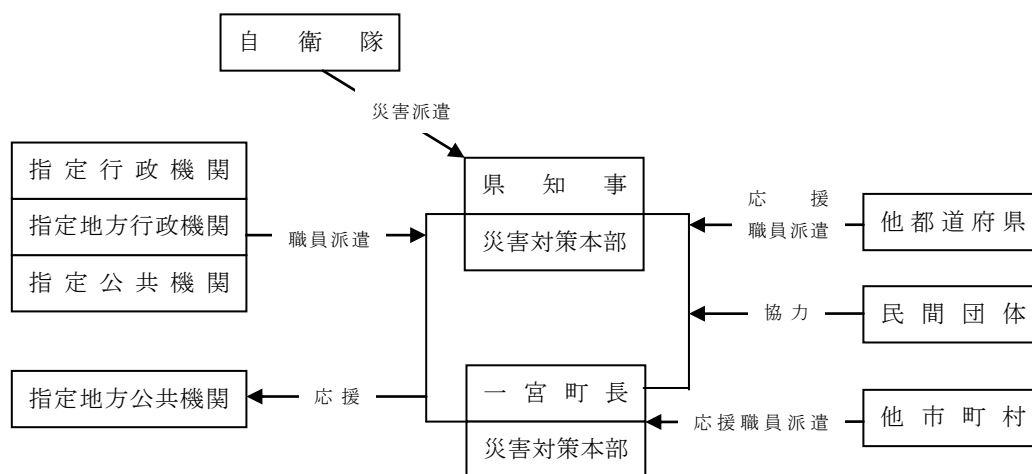 自衛隊
災害派遣
指定行政機関
指定地方行政機関
指定公共機関
職員派遣
県知事
災害対策本部
応援
職員派遣
他都道府県
協力
民間団体
指定地方公共機関
応援
一宮町長
災害対策本部
応援職員派遣
他市町村